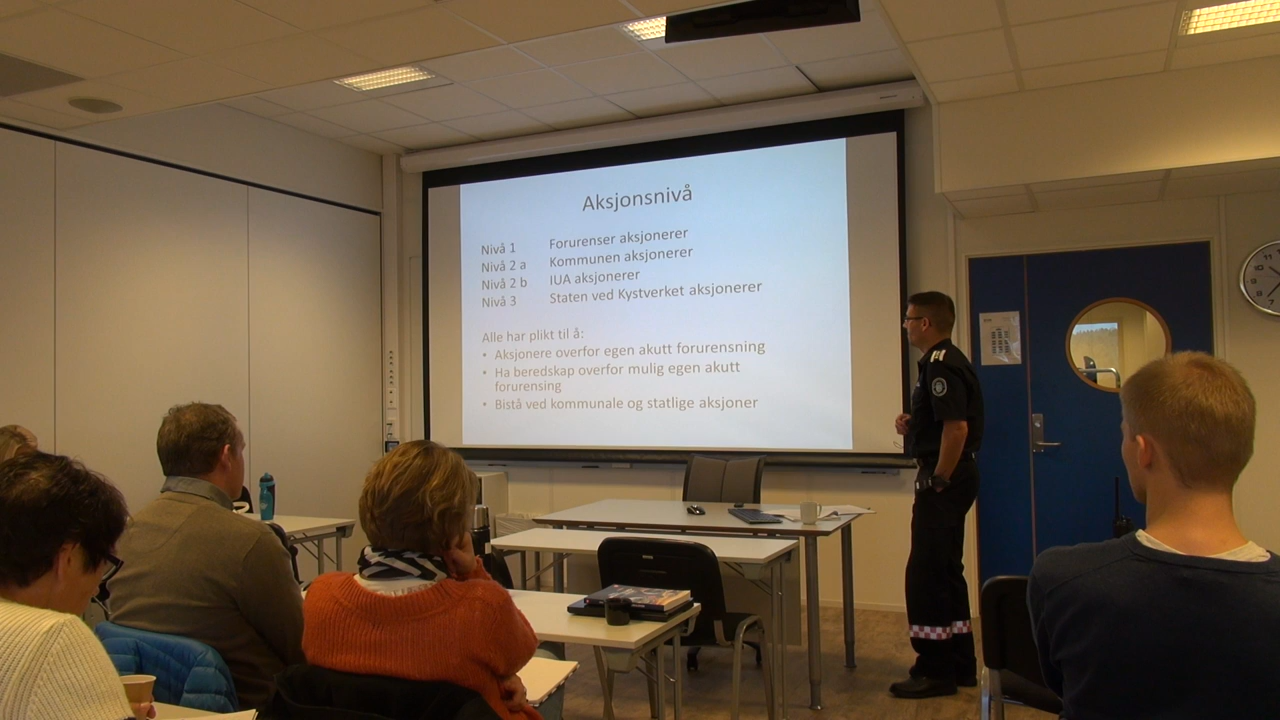 Aksjonsnivå
Nivå 1 Forurenser aksjonerer
Nivå 2 a Kommunen aksjonerer
Nivå 2 b IUA aksjonerer
Nivå 3 Staten ved Kystverket aksjonerer
Alle har plikt til å:
• Aksjonere overfor egen akutt forurensning
• Ha beredskap overfor mulig egen akutt
forurensing
• Bistå ved kommunale og statlige aksjoner